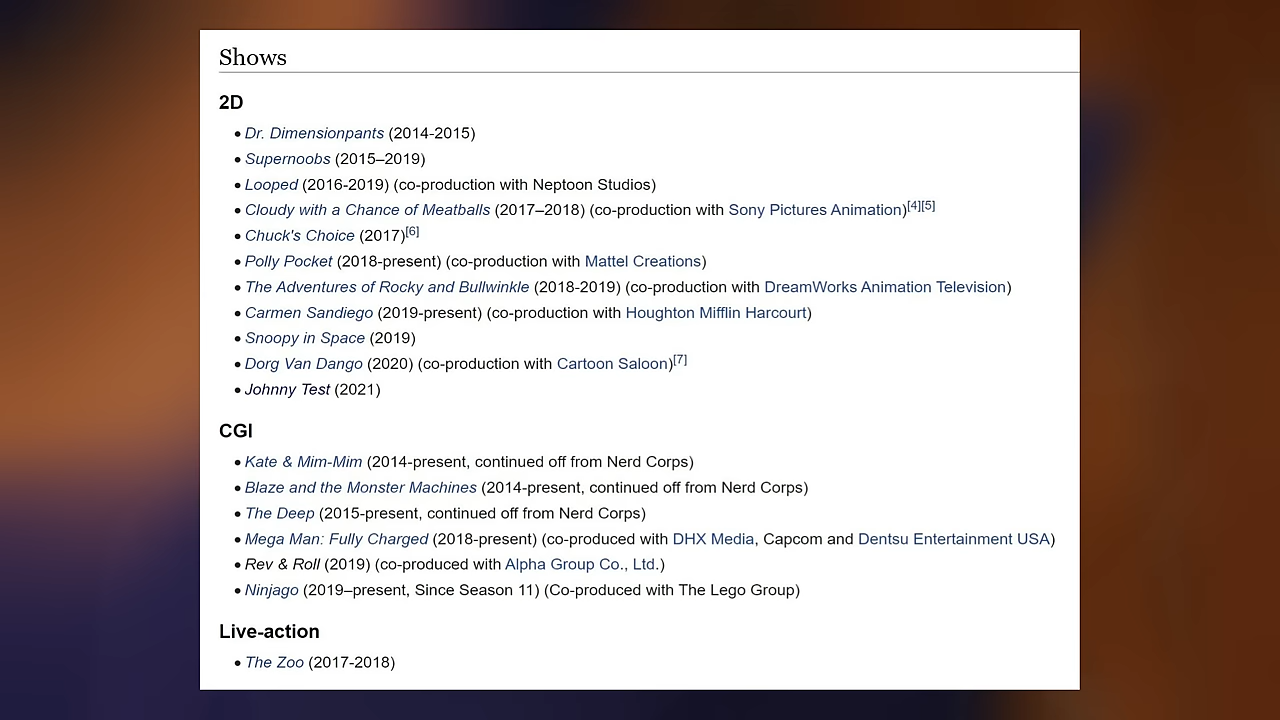 Shows
2D
• Dr. Dimensionpants (2014-2015)
• Supernoobs (2015–2019)
• Looped (2016-2019) (co-production with Neptoon Studios)
• Cloudy with a Chance of Meatballs (2017–2018) (co-production with Sony Pictures Animation)[4][5]
• Chuck's Choice (2017)[6]
• Polly Pocket (2018-present) (co-production with Mattel Creations)
• The Adventures of Rocky and Bullwinkle (2018-2019) (co-production with DreamWorks Animation Television)
• Carmen Sandiego (2019-present) (co-production with Houghton Mifflin Harcourt)
• Snoopy in Space (2019)
• Dorg Van Dango (2020) (co-production with Cartoon Saloon)[7]
• Johnny Test (2021)
CGI
• Kate & Mim-Mim (2014-present, continued off from Nerd Corps)
• Blaze and the Monster Machines (2014-present, continued off from Nerd Corps)
• The Deep (2015-present, continued off from Nerd Corps)
• Mega Man: Fully Charged (2018-present) (co-produced with DHX Media, Capcom and Dentsu Entertainment USA)
• Rev & Roll (2019) (co-produced with Alpha Group Co., Ltd.)
• Ninjago (2019–present, Since Season 11) (Co-produced with The Lego Group)
Live-action
• The Zoo (2017-2018)